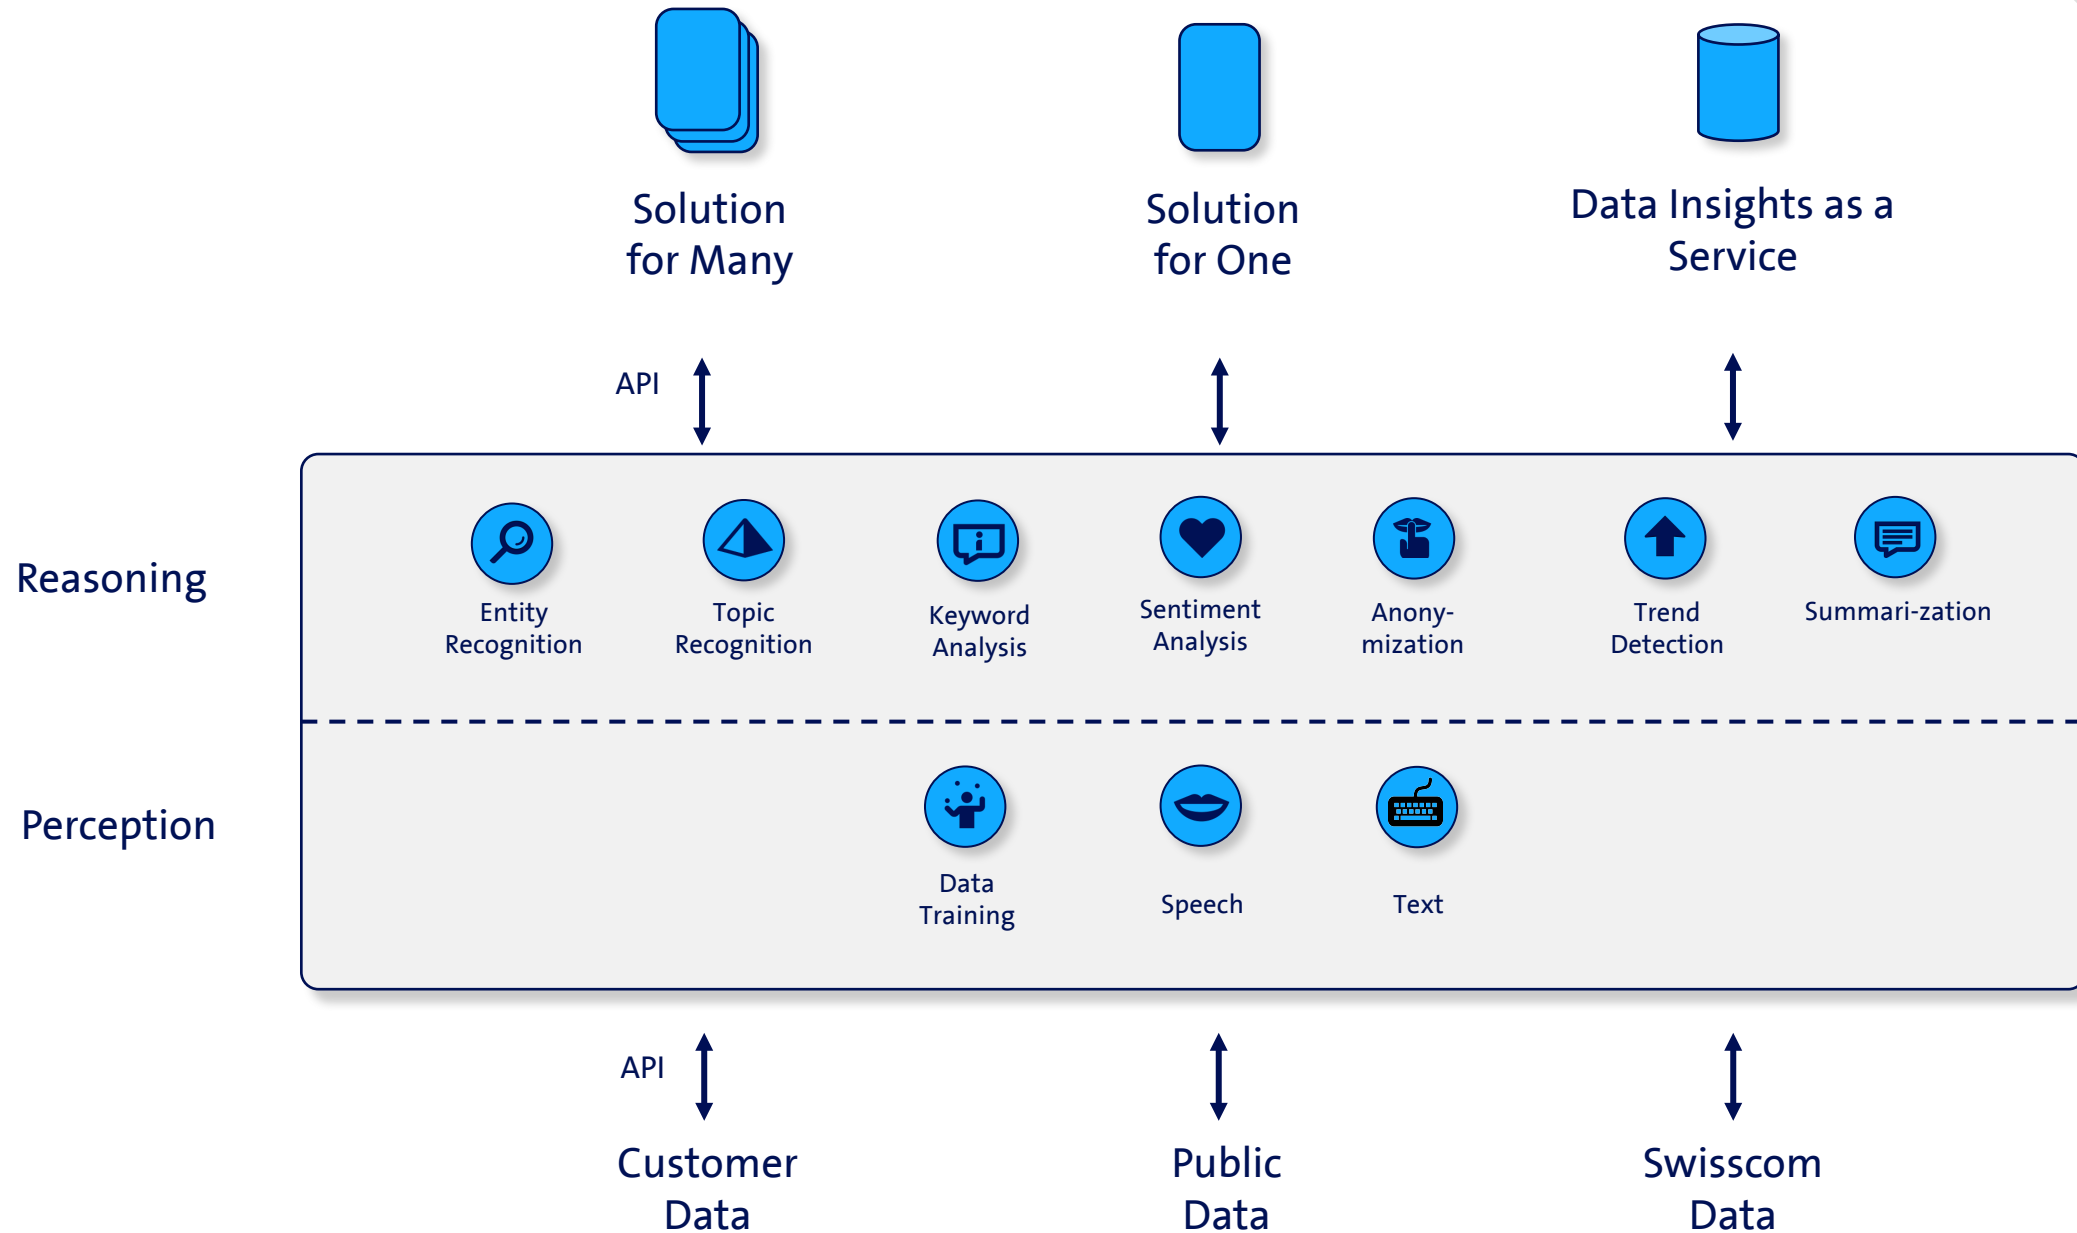 Solution
for Many
Solution
for One
Data Insights as a
Service
API
Reasoning
Entity
Recognition
Topic
Recognition
Keyword
Analysis
Sentiment
Analysis
Anony-
mization
Trend
Detection
Summari-zation
Perception
Data
Training
Speech
Text
API
Customer
Data
Public
Data
Swisscom
Data